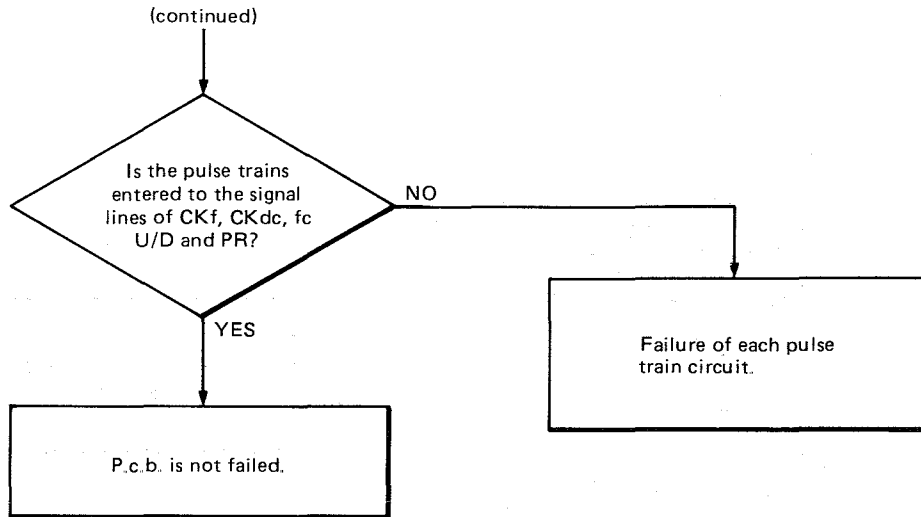 (continued)
Is the pulse trains
entered to the signal
lines of CKf, CKdc, fc
U/D and PR?
NO
YES
Failure of each pulse
train circuit.
P.c.b. is not failed.